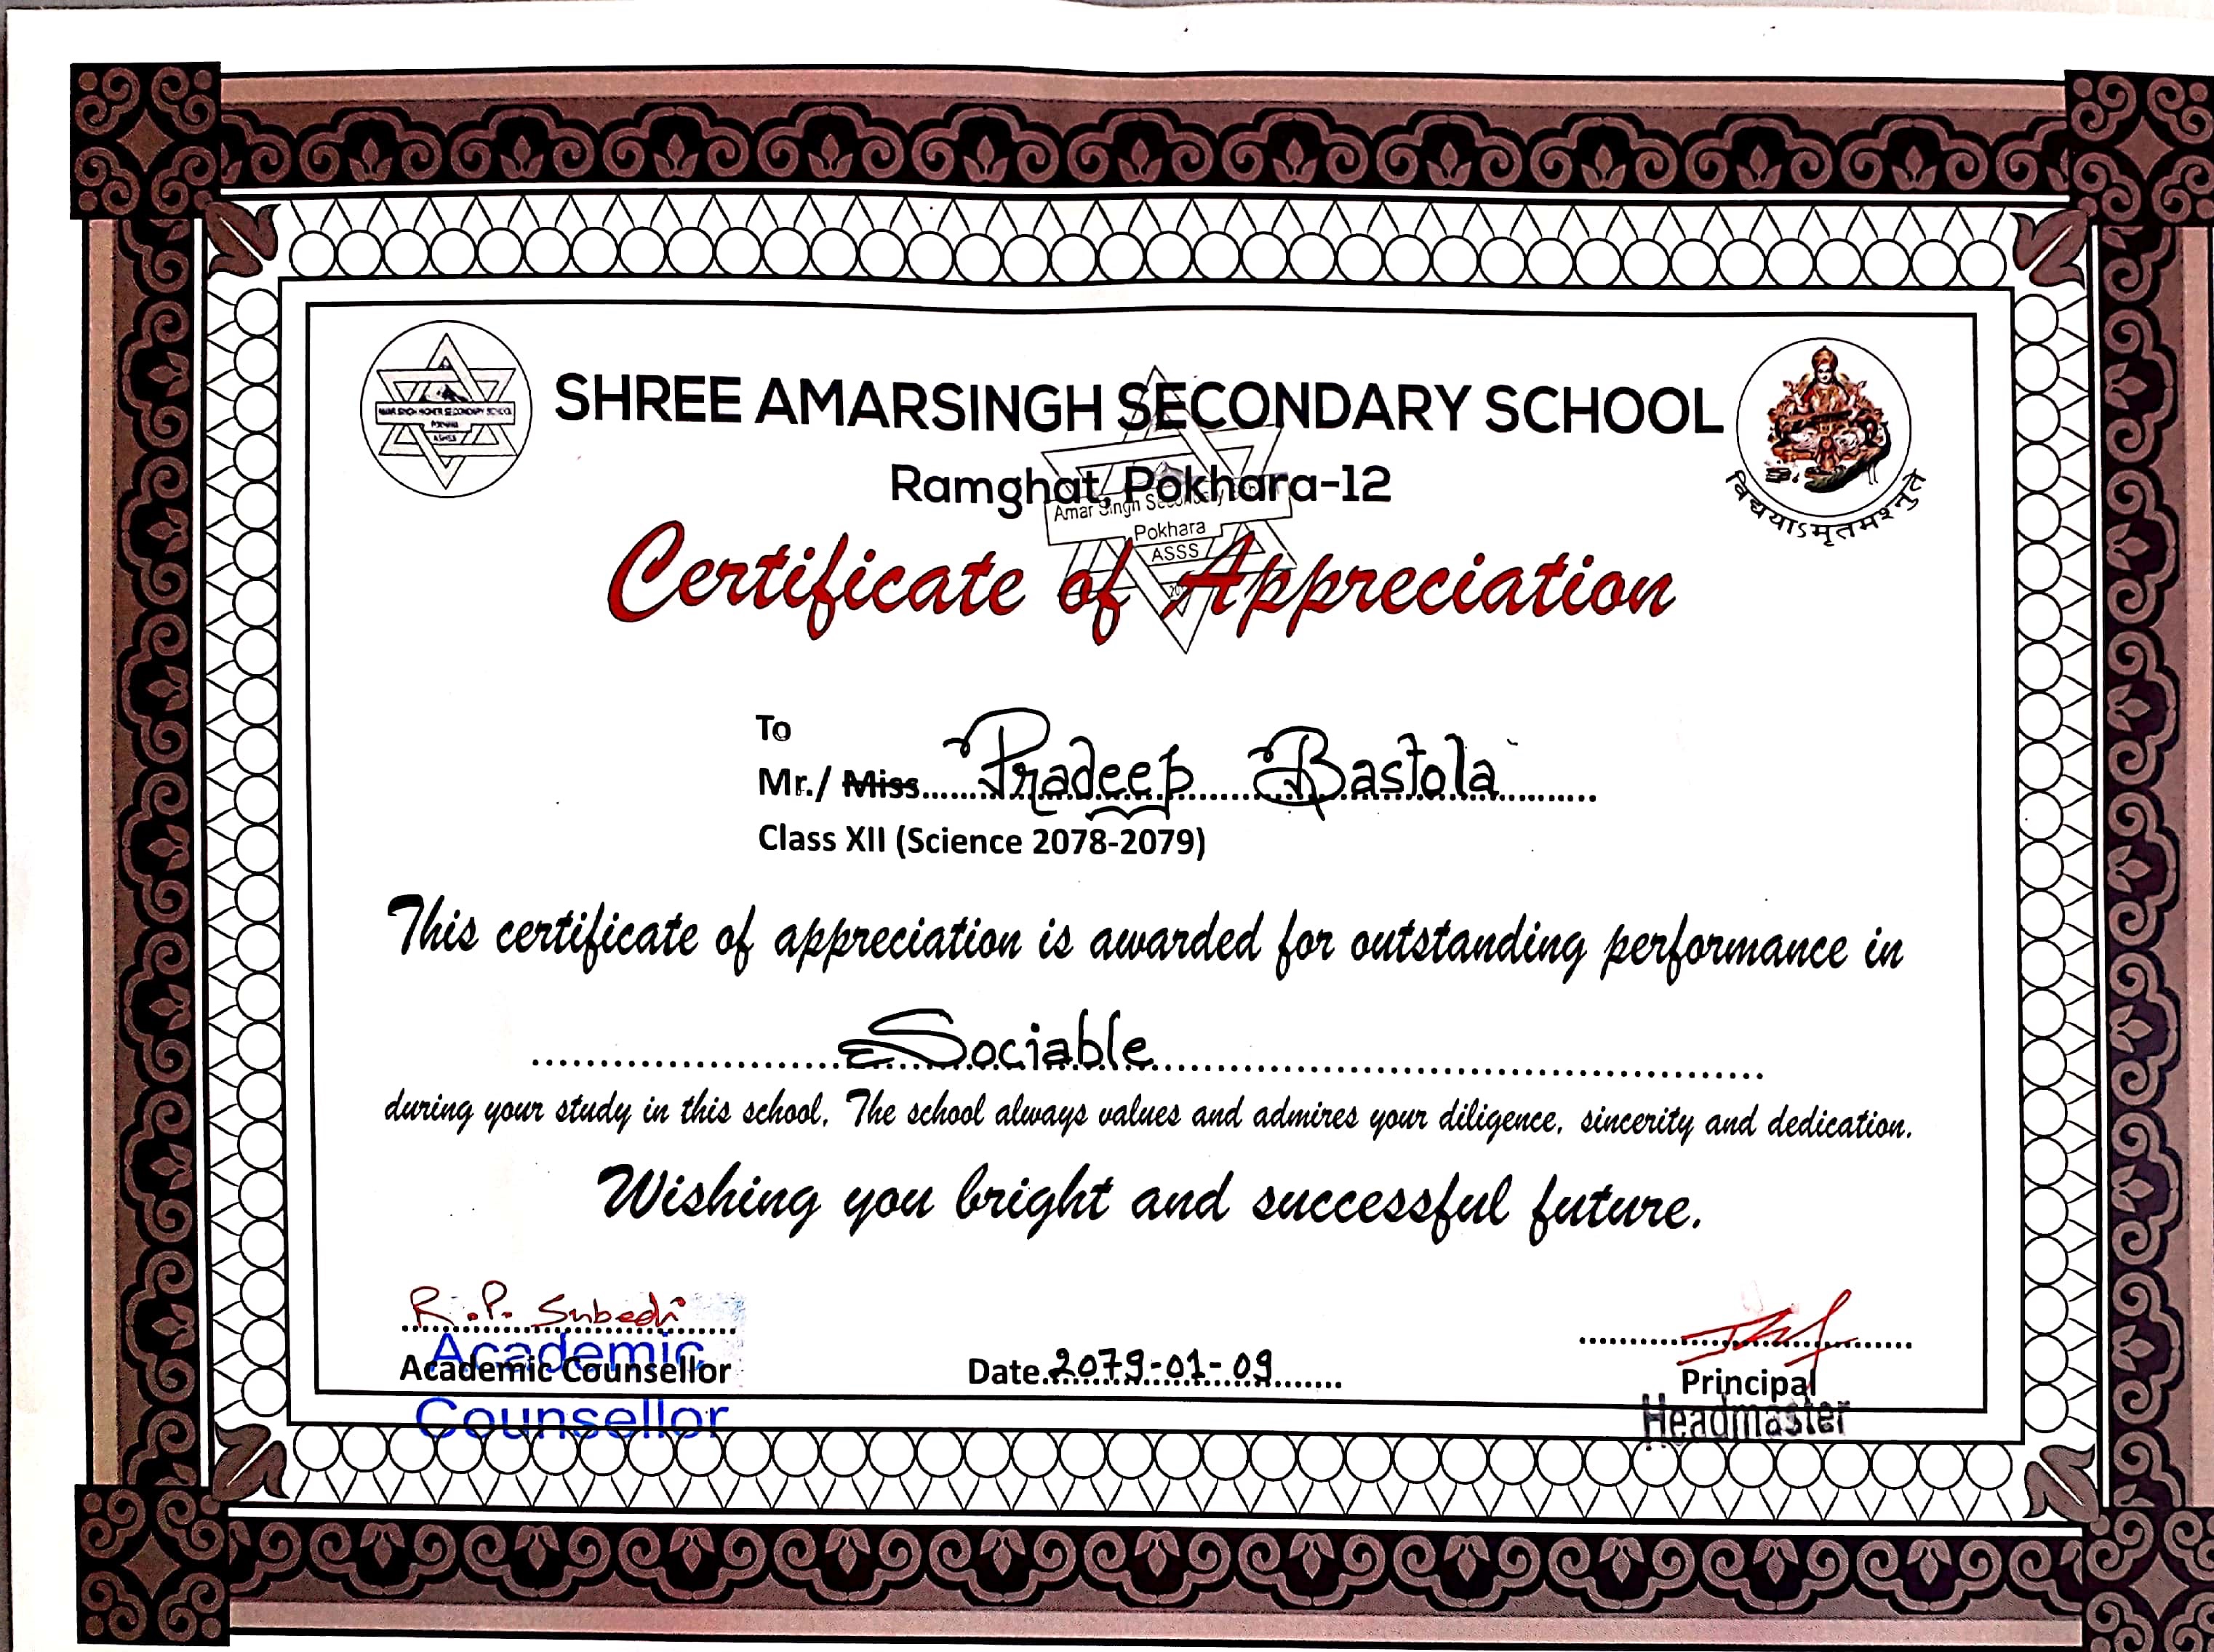 SHREE AMARSINGH SECONDARY SCHOOL
AMAR SINGH HIGHER SECONDARY SCHOOL
POKHARA
ASHSS
विद्ययाऽमृतमश्नुते
Ramghat, Pokhara-12
Amar Singh Secondary School
Pokhara
ASSS
Certificate of Appreciation
To
Mr./ Miss Pradeep Bastola
Class XII (Science 2078-2079)
This certificate of appreciation is awarded for outstanding performance in
Sociable
during your study in this school. The school always values and admires your diligence, sincerity and dedication.
Wishing you bright and successful future.
R.P. Subedi
Academic Counsellor
Academic
Counsellor
Date 2079-01-09
Principal
Headmaster